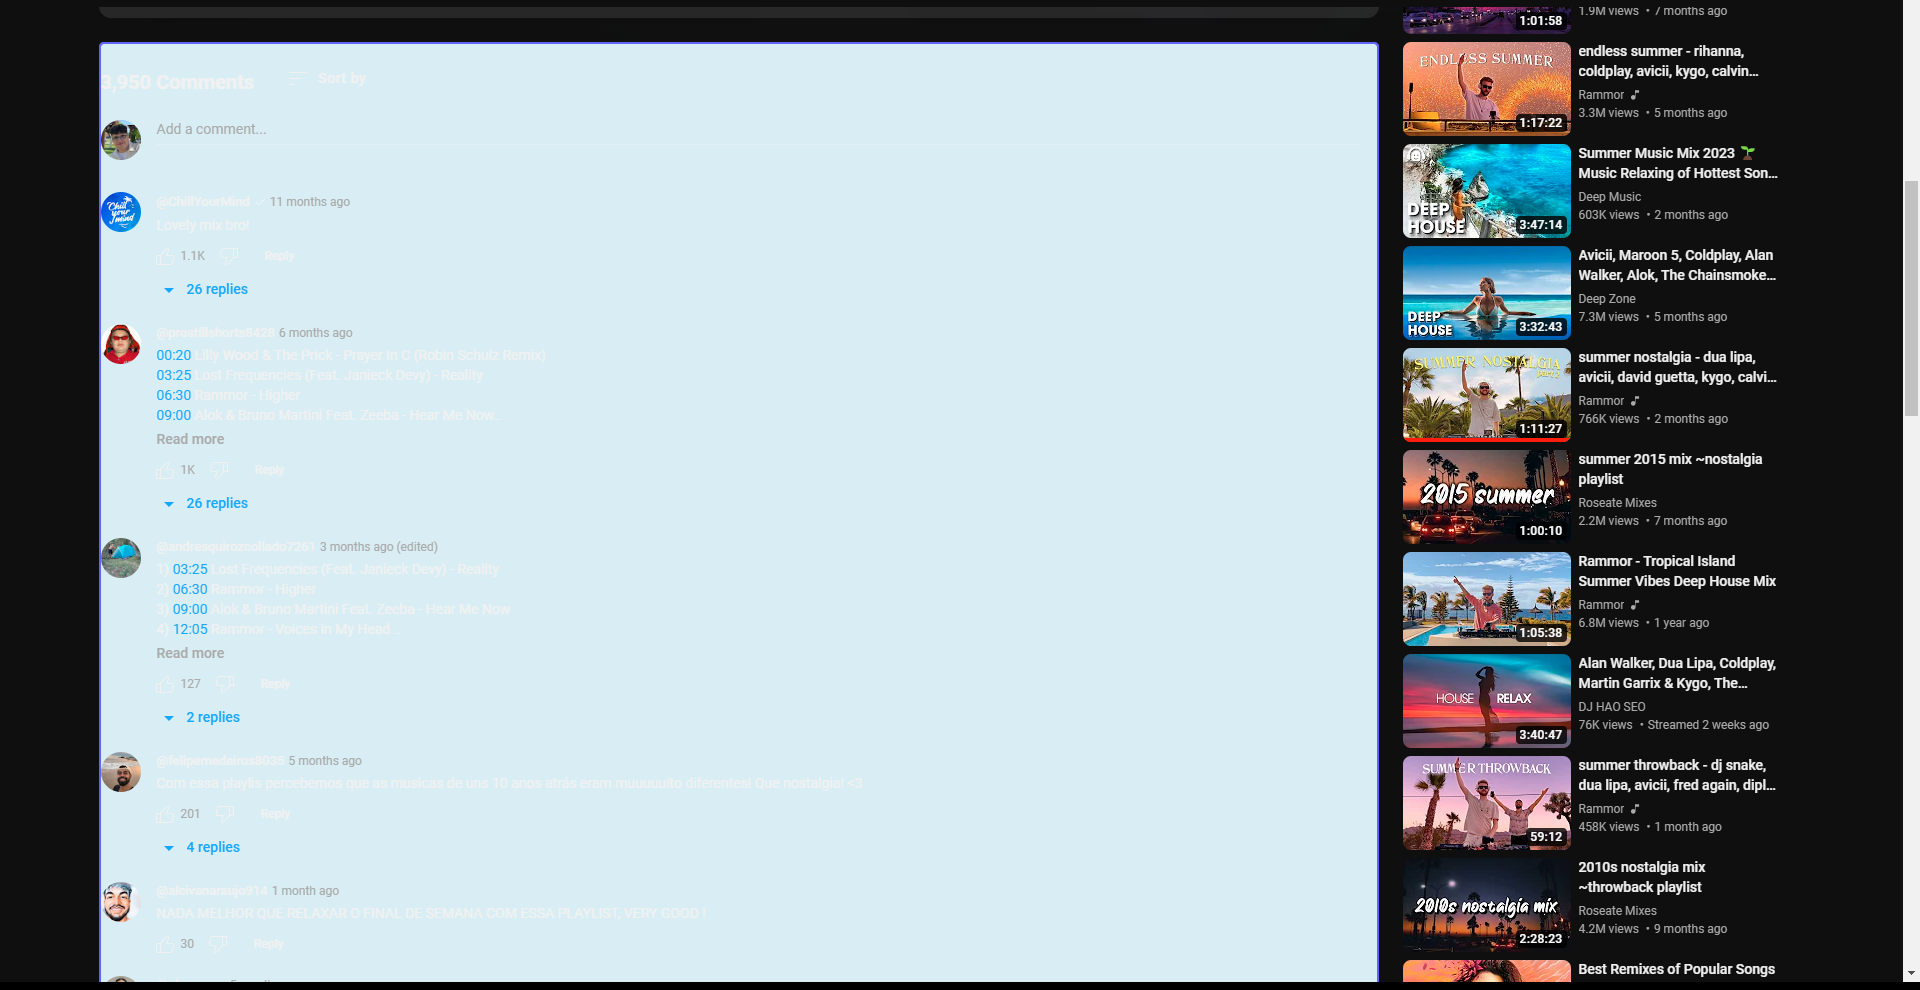 3,950 Comments
Sort by
Add a comment...
@ChillYourMind 11 months ago
Lovely mix bro!
1.1K
Reply
26 replies
6 months ago
00:20 Lilly Wood & The Prick - Prayer In C (Robin Schulz Remix)
03:25 Lost Frequencies (Feat. Janieck Devy) - Reality
06:30 Rammor - Higher
09:00 Alok & Bruno Martini Feat. Zeeba - Hear Me Now...
Read more
1K
Reply
26 replies
3 months ago (edited)
1) 03:25 Lost Frequencies (Feat. Janieck Devy) - Reality
2) 06:30 Rammor - Higher
3) 09:00 Alok & Bruno Martini Feat. Zeeba - Hear Me Now
4) 12:05 Rammor - Voices in My Head...
Read more
127
Reply
2 replies
@felipemedeiros8035 5 months ago
Com essa playlis percebemos que as musicas de uns 10 anos atrás eram muuuuuito diferentes! Que nostalgia! <3
201
Reply
4 replies
1 month ago
NADA MELHOR QUE RELAXAR O FINAL DE SEMANA COM ESSA PLAYLIST, VERY GOOD !
30
Reply
1:01:58
1.9M views • 7 months ago
ENDLESS SUMMER
1:17:22
endless summer - rihanna,
coldplay, avicii, kygo, calvin...
Rammor
3.3M views • 5 months ago
DEEP
HOUSE
3:47:14
Summer Music Mix 2023 🌱
Music Relaxing of Hottest Son...
Deep Music
603K views • 2 months ago
DEEP
HOUSE
3:32:43
Avicii, Maroon 5, Coldplay, Alan
Walker, Alok, The Chainsmoke...
Deep Zone
7.3M views • 5 months ago
SUMMER NOSTALGIA
part 2
1:11:27
summer nostalgia - dua lipa,
avicii, david guetta, kygo, calvi...
Rammor
766K views • 2 months ago
2015 summer
1:00:10
summer 2015 mix ~nostalgia
playlist
Roseate Mixes
2.2M views • 7 months ago
1:05:38
Rammor - Tropical Island
Summer Vibes Deep House Mix
Rammor
6.8M views • 1 year ago
HOUSE RELAX
3:40:47
Alan Walker, Dua Lipa, Coldplay,
Martin Garrix & Kygo, The...
DJ HAO SEO
76K views • Streamed 2 weeks ago
SUMMER THROWBACK
59:12
summer throwback - dj snake,
dua lipa, avicii, fred again, dipl...
Rammor
458K views • 1 month ago
2010s nostalgia mix
2:28:23
2010s nostalgia mix
~throwback playlist
Roseate Mixes
4.2M views • 9 months ago
Best Remixes of Popular Songs